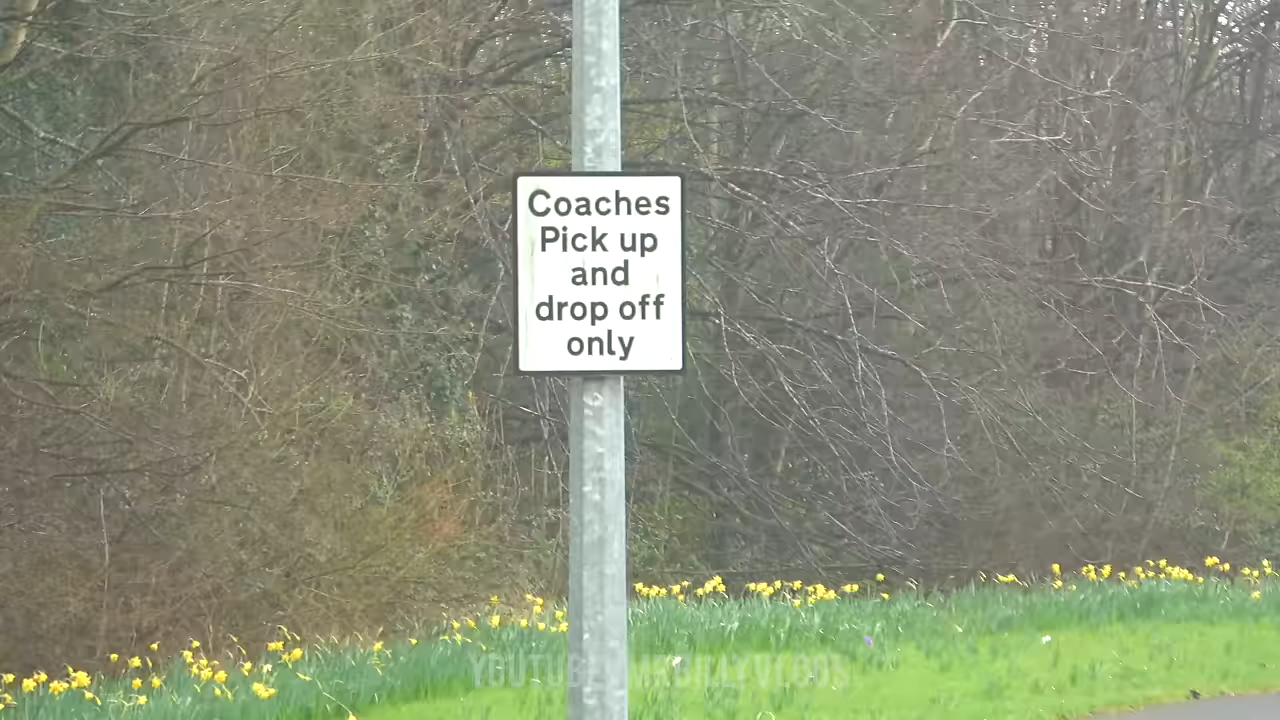 Coaches
Pick up
and
drop off
only